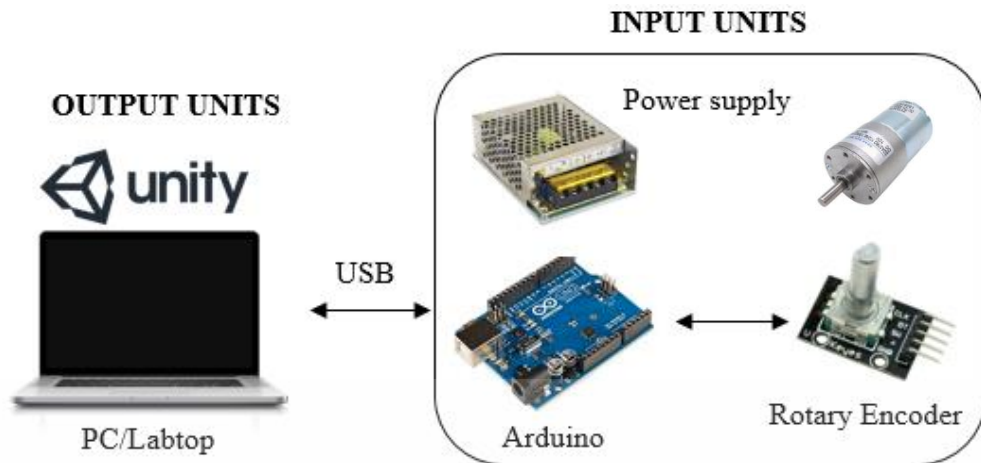 INPUT UNITS
OUTPUT UNITS
Power supply
unity
USB
PC/Labtop
Arduino
Rotary Encoder